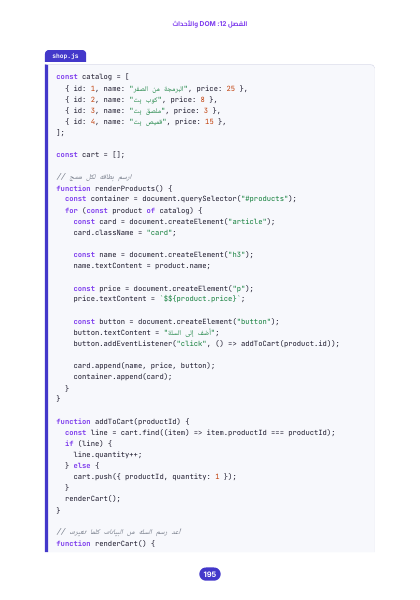 الفصل 12: DOM والأحداث
shop.js
const catalog = [
  { id: 1, name: "البرمجة من الصفر", price: 25 },
  { id: 2, name: "كوب بت", price: 8 },
  { id: 3, name: "ملصق بت", price: 3 },
  { id: 4, name: "قميص بت", price: 15 },
];

const cart = [];

// ارسم بطاقة لكل منتج
function renderProducts() {
  const container = document.querySelector("#products");
  for (const product of catalog) {
    const card = document.createElement("article");
    card.className = "card";

    const name = document.createElement("h3");
    name.textContent = product.name;

    const price = document.createElement("p");
    price.textContent = `$${product.price}`;

    const button = document.createElement("button");
    button.textContent = "أضف إلى السلة";
    button.addEventListener("click", () => addToCart(product.id));

    card.append(name, price, button);
    container.append(card);
  }
}

function addToCart(productId) {
  const line = cart.find((item) => item.productId === productId);
  if (line) {
    line.quantity++;
  } else {
    cart.push({ productId, quantity: 1 });
  }
  renderCart();
}

// أعد رسم السلة من البيانات كلما تغيرت
function renderCart() {
195